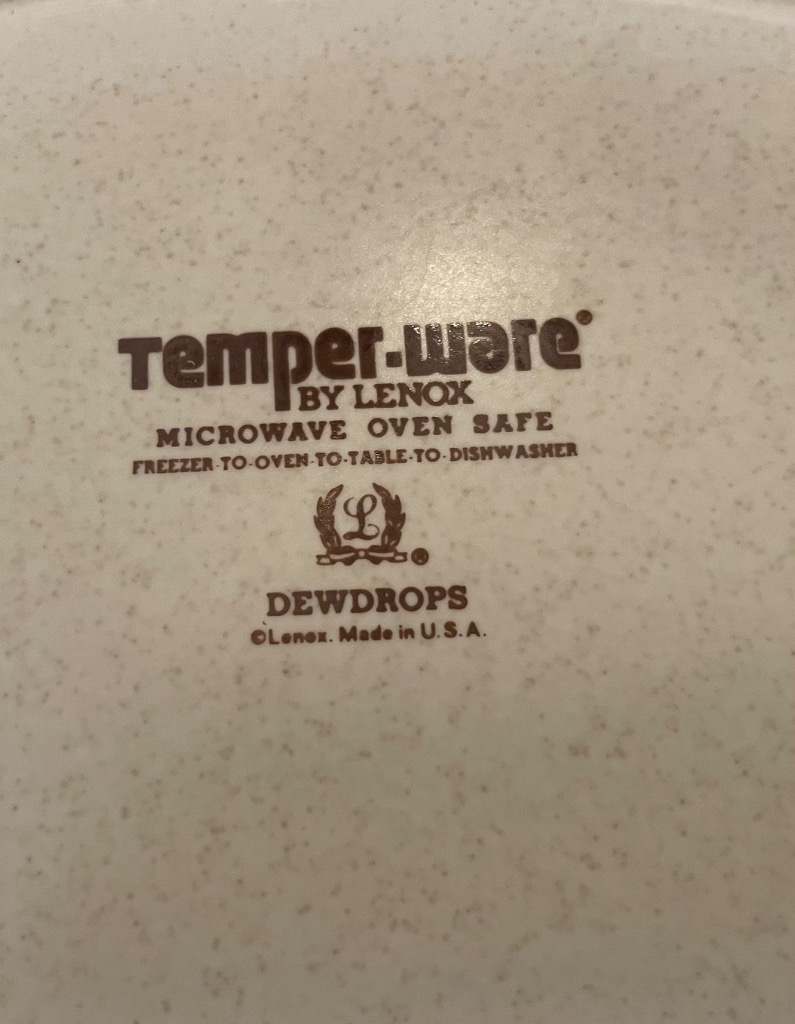 Temper-ware®
BY LENOX
MICROWAVE OVEN SAFE
FREEZER-TO-OVEN-TO-TABLE-TO-DISHWASHER
L®
DEWDROPS
©Lenox. Made in U.S.A.